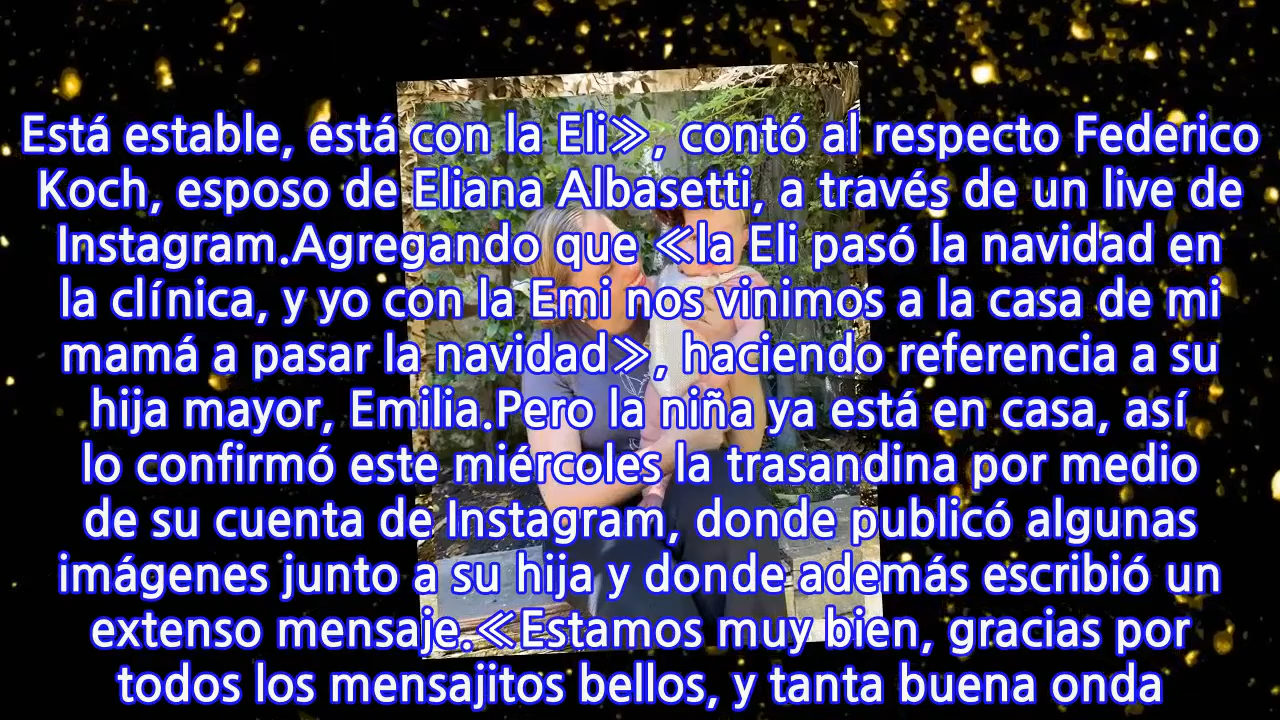 Está estable, está con la Eli≫, contó al respecto Federico
Koch, esposo de Eliana Albasetti, a través de un live de
Instagram.Agregando que ≪la Eli pasó la navidad en
la clínica, y yo con la Emi nos vinimos a la casa de mi
mamá a pasar la navidad≫, haciendo referencia a su
hija mayor, Emilia.Pero la niña ya está en casa, así
lo confirmó este miércoles la trasandina por medio
de su cuenta de Instagram, donde publicó algunas
imágenes junto a su hija y donde además escribió un
extenso mensaje.≪Estamos muy bien, gracias por
todos los mensajitos bellos, y tanta buena onda